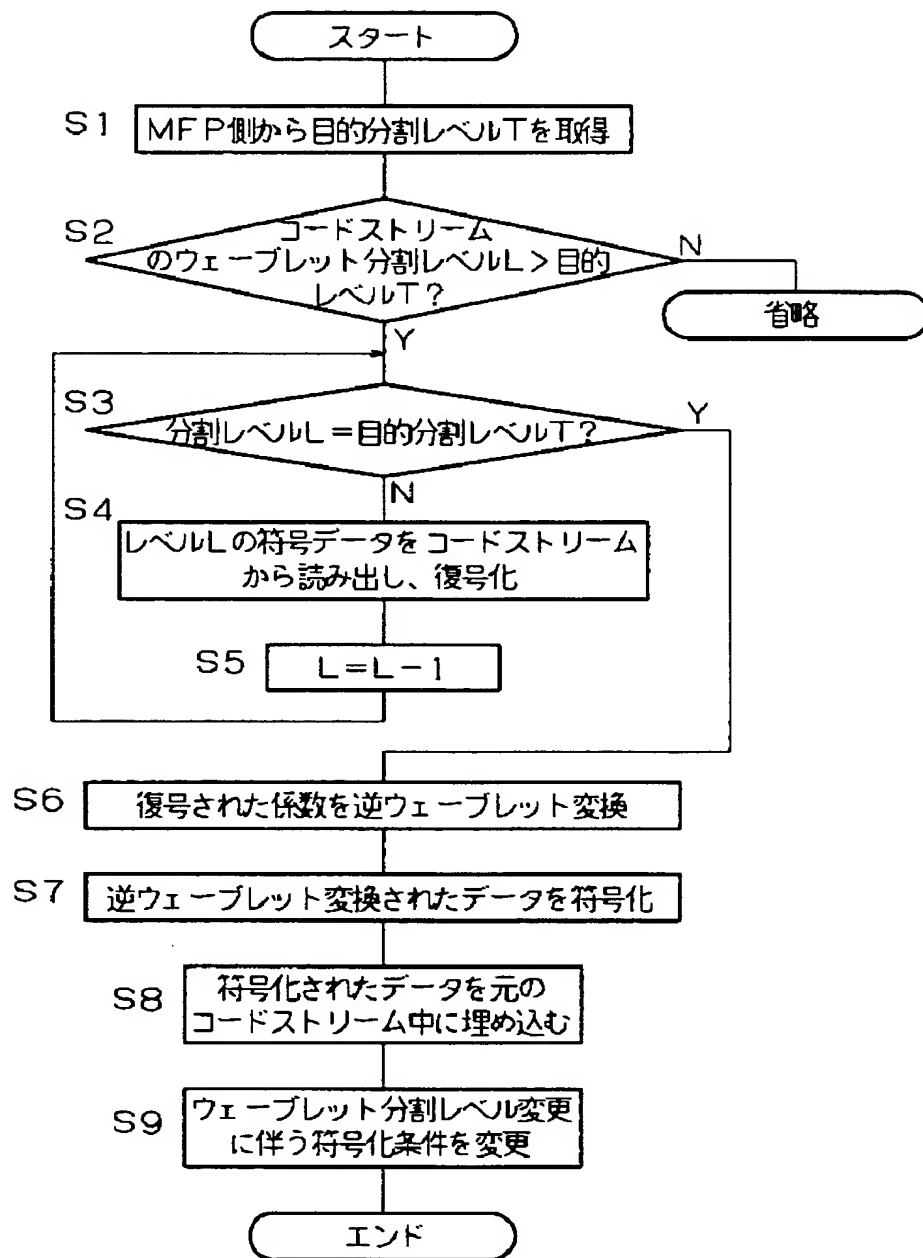 スタート
S1
MFP側から目的分割レベルTを取得
S2
コードストリーム
のウェーブレット分割レベルL>目的
レベルT?
N
省略
Y
S3
分割レベルL=目的分割レベルT?
Y
N
S4
レベルLの符号データをコードストリーム
から読み出し、復号化
S5
L=L-1
S6
復号された係数を逆ウェーブレット変換
S7
逆ウェーブレット変換されたデータを符号化
S8
符号化されたデータを元の
コードストリーム中に埋め込む
S9
ウェーブレット分割レベル変更
に伴う符号化条件を変更
エンド